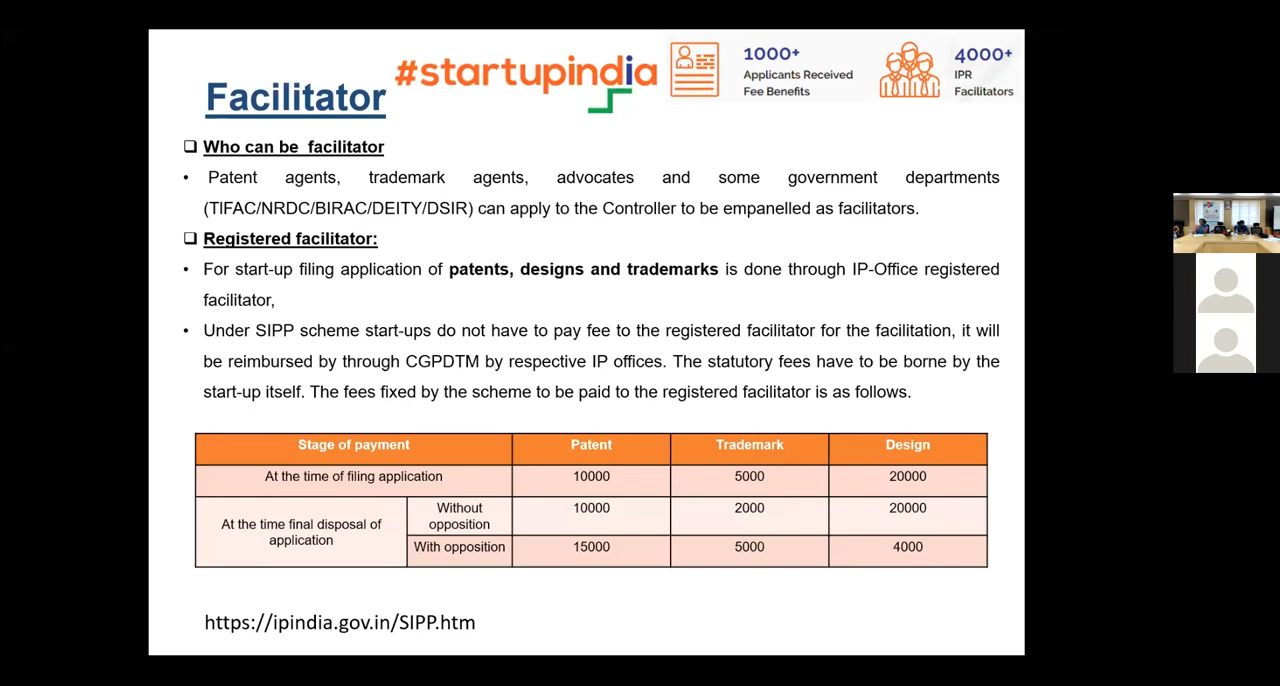 Facilitator
#startupindia
1000+
Applicants Received
Fee Benefits
4000+
IPR
Facilitators
❑ Who can be facilitator
• Patent agents, trademark agents, advocates and some government departments
(TIFAC/NRDC/BIRAC/DEITY/DSIR) can apply to the Controller to be empanelled as facilitators.
❑ Registered facilitator:
• For start-up filing application of patents, designs and trademarks is done through IP-Office registered
facilitator,
• Under SIPP scheme start-ups do not have to pay fee to the registered facilitator for the facilitation, it will
be reimbursed by through CGPDTM by respective IP offices. The statutory fees have to be borne by the
start-up itself. The fees fixed by the scheme to be paid to the registered facilitator is as follows.
Stage of payment Patent Trademark Design
At the time of filing application 10000 5000 20000
At the time final disposal of
application
Without
opposition
10000 2000 20000
With opposition 15000 5000 4000
https://ipindia.gov.in/SIPP.htm